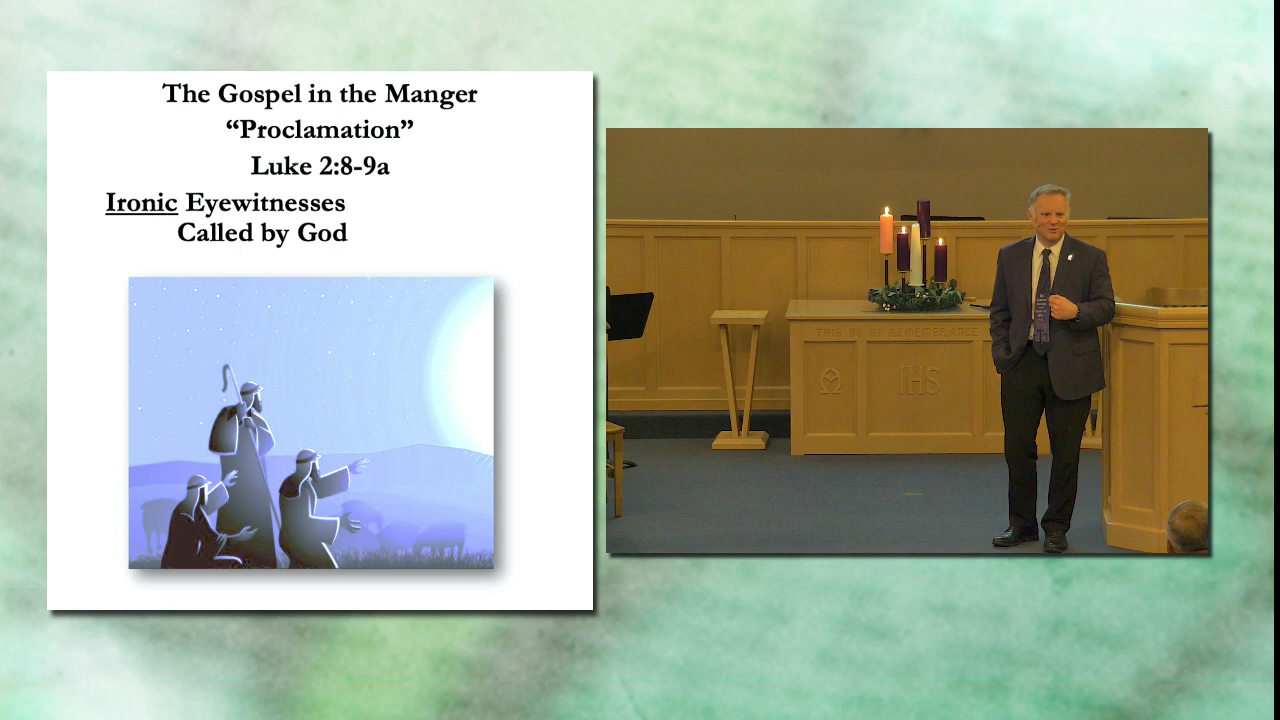 The Gospel in the Manger
“Proclamation”
Luke 2:8-9a
Ironic Eyewitnesses
Called by God
THIS DO IN REMEMBRANCE
IHS